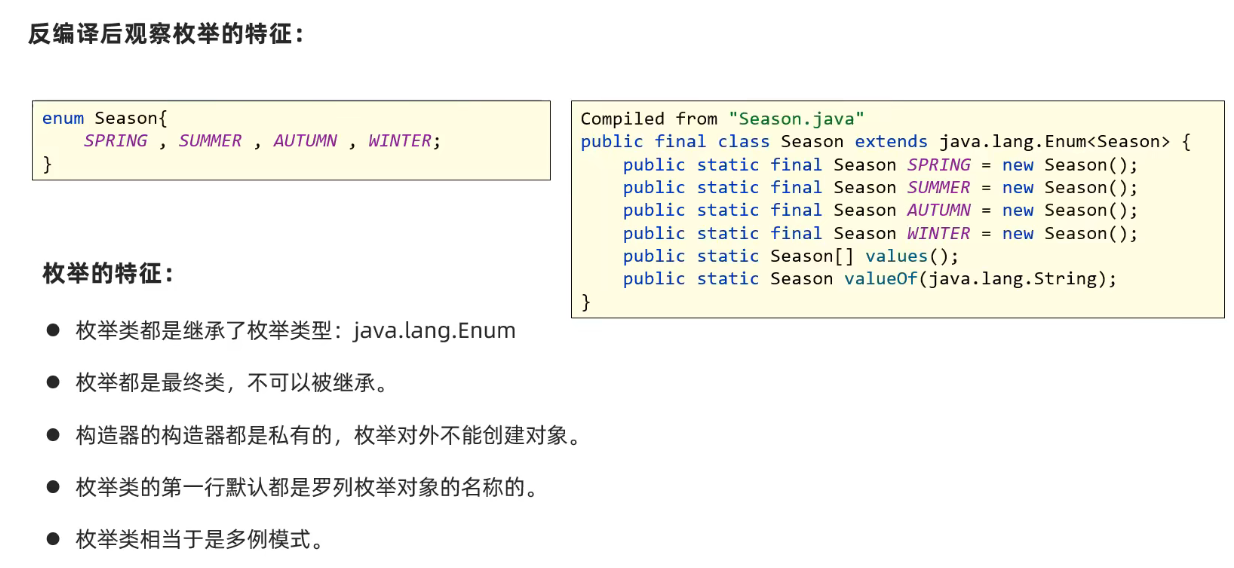 反编译后观察枚举的特征：
enum Season{
    SPRING , SUMMER , AUTUMN , WINTER;
}
Compiled from "Season.java"
public final class Season extends java.lang.Enum<Season> {
    public static final Season SPRING = new Season();
    public static final Season SUMMER = new Season();
    public static final Season AUTUMN = new Season();
    public static final Season WINTER = new Season();
    public static Season[] values();
    public static Season valueOf(java.lang.String);
}
枚举的特征：
● 枚举类都是继承了枚举类型：java.lang.Enum
● 枚举都是最终类，不可以被继承。
● 构造器的构造器都是私有的，枚举对外不能创建对象。
● 枚举类的第一行默认都是罗列枚举对象的名称的。
● 枚举类相当于是多例模式。